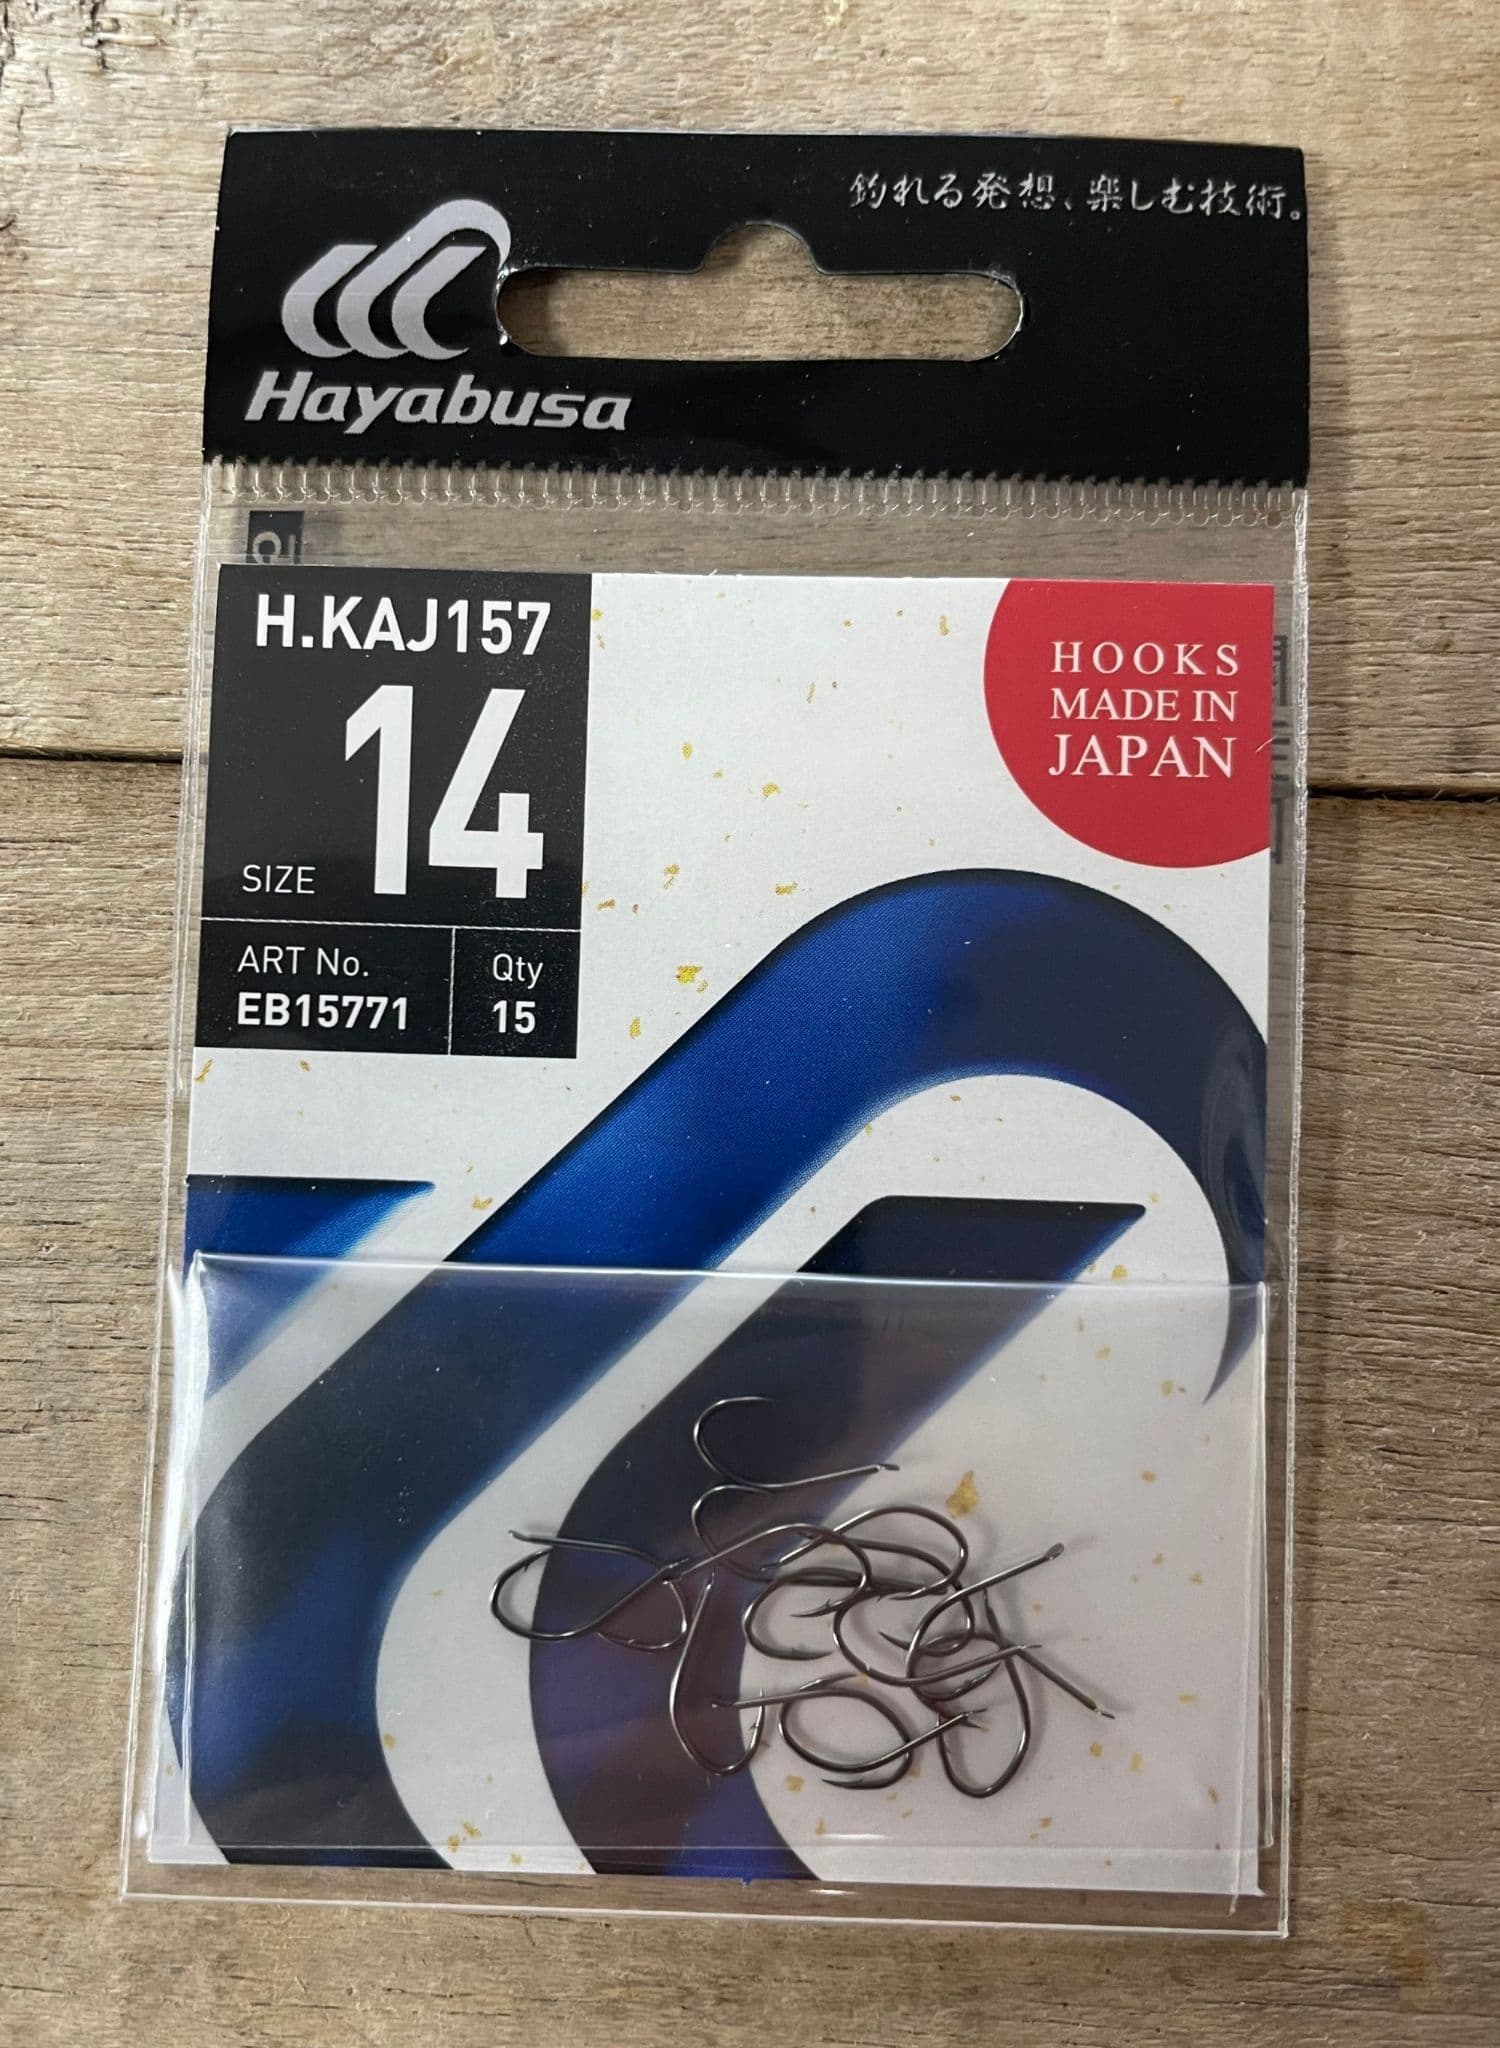 釣れる発想、楽しむ技術。
Hayabusa
H.KAJ157
SIZE 14
ART No.
EB15771
Qty
15
HOOKS
MADE IN
JAPAN